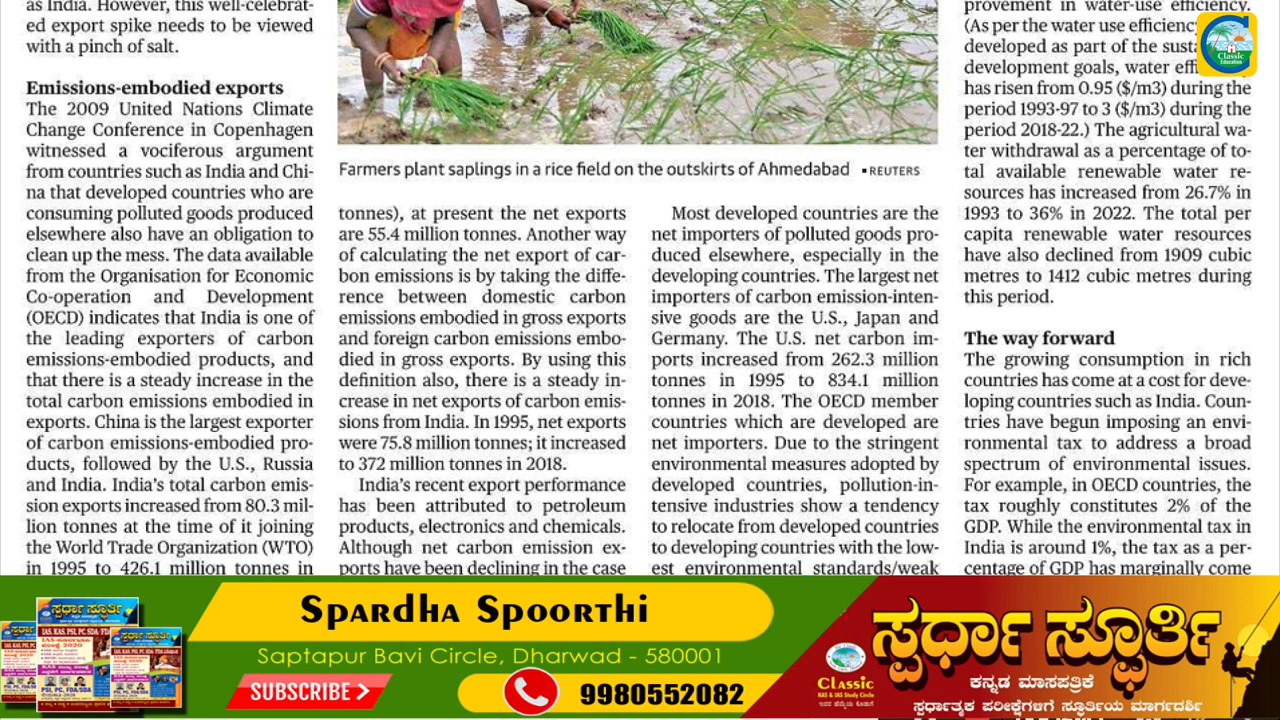 as India. However, this well-celebrat-
ed export spike needs to be viewed
with a pinch of salt.
Emissions-embodied exports
The 2009 United Nations Climate
Change Conference in Copenhagen
witnessed a vociferous argument
from countries such as India and Chi-
na that developed countries who are
consuming polluted goods produced
elsewhere also have an obligation to
clean up the mess. The data available
from the Organisation for Economic
Co-operation and Development
(OECD) indicates that India is one of
the leading exporters of carbon
emissions-embodied products, and
that there is a steady increase in the
total carbon emissions embodied in
exports. China is the largest exporter
of carbon emissions-embodied pro-
ducts, followed by the U.S., Russia
and India. India's total carbon emis-
sion exports increased from 80.3 mil-
lion tonnes at the time of it joining
the World Trade Organization (WTO)
in 1995 to 426.1 million tonnes in
Farmers plant saplings in a rice field on the outskirts of Ahmedabad ▪REUTERS
tonnes), at present the net exports
are 55.4 million tonnes. Another way
of calculating the net export of car-
bon emissions is by taking the diffe-
rence between domestic carbon
emissions embodied in gross exports
and foreign carbon emissions embo-
died in gross exports. By using this
definition also, there is a steady in-
crease in net exports of carbon emis-
sions from India. In 1995, net exports
were 75.8 million tonnes; it increased
to 372 million tonnes in 2018.
India's recent export performance
has been attributed to petroleum
products, electronics and chemicals.
Although net carbon emission ex-
ports have been declining in the case
Most developed countries are the
net importers of polluted goods pro-
duced elsewhere, especially in the
developing countries. The largest net
importers of carbon emission-inten-
sive goods are the U.S., Japan and
Germany. The U.S. net carbon im-
ports increased from 262.3 million
tonnes in 1995 to 834.1 million
tonnes in 2018. The OECD member
countries which are developed are
net importers. Due to the stringent
environmental measures adopted by
developed countries, pollution-in-
tensive industries show a tendency
to relocate from developed countries
to developing countries with the low-
est environmental standards/weak
provement in water-use efficiency.
(As per the water use efficiency
developed as part of the susta
development goals, water effi
has risen from 0.95 ($/m3) during the
period 1993-97 to 3 ($/m3) during the
period 2018-22.) The agricultural wa-
ter withdrawal as a percentage of to-
tal available renewable water re-
sources has increased from 26.7% in
1993 to 36% in 2022. The total per
capita renewable water resources
have also declined from 1909 cubic
metres to 1412 cubic metres during
this period.
The way forward
The growing consumption in rich
countries has come at a cost for deve-
loping countries such as India. Coun-
tries have begun imposing an envi-
ronmental tax to address a broad
spectrum of environmental issues.
For example, in OECD countries, the
tax roughly constitutes 2% of the
GDP. While the environmental tax in
India is around 1%, the tax as a per-
centage of GDP has marginally come
Classic
Education
Spardha Spoorthi
Saptapur Bavi Circle, Dharwad - 580001
SUBSCRIBE
9980552082
Classic
KAS & IAS Study Circle
ಇದು ಹೆಮ್ಮೆಯ ಕೊಡುಗೆ
ಸ್ಪರ್ಧಾ ಸ್ಫೂರ್ತಿ
ಕನ್ನಡ ಮಾಸಪತ್ರಿಕೆ
ಸ್ಪರ್ಧಾತ್ಮಕ ಪರೀಕ್ಷೆಗಳಿಗೆ ಸ್ಫೂರ್ತಿಯ ಮಾರ್ಗದರ್ಶಿ
ಸ್ಪರ್ಧಾ ಸ್ಫೂರ್ತಿ